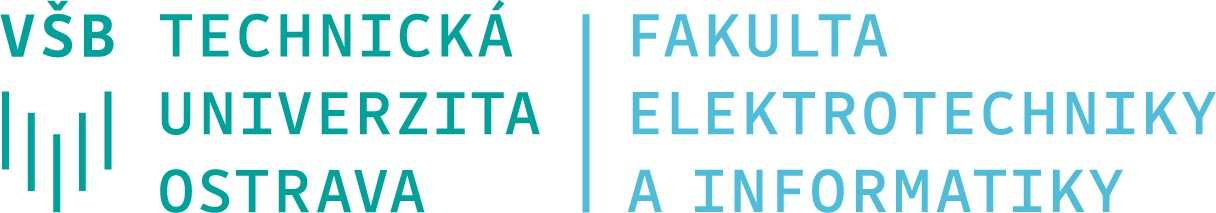 VŠB TECHNICKÁ
UNIVERZITA
OSTRAVA
FAKULTA
ELEKTROTECHNIKY
A INFORMATIKY